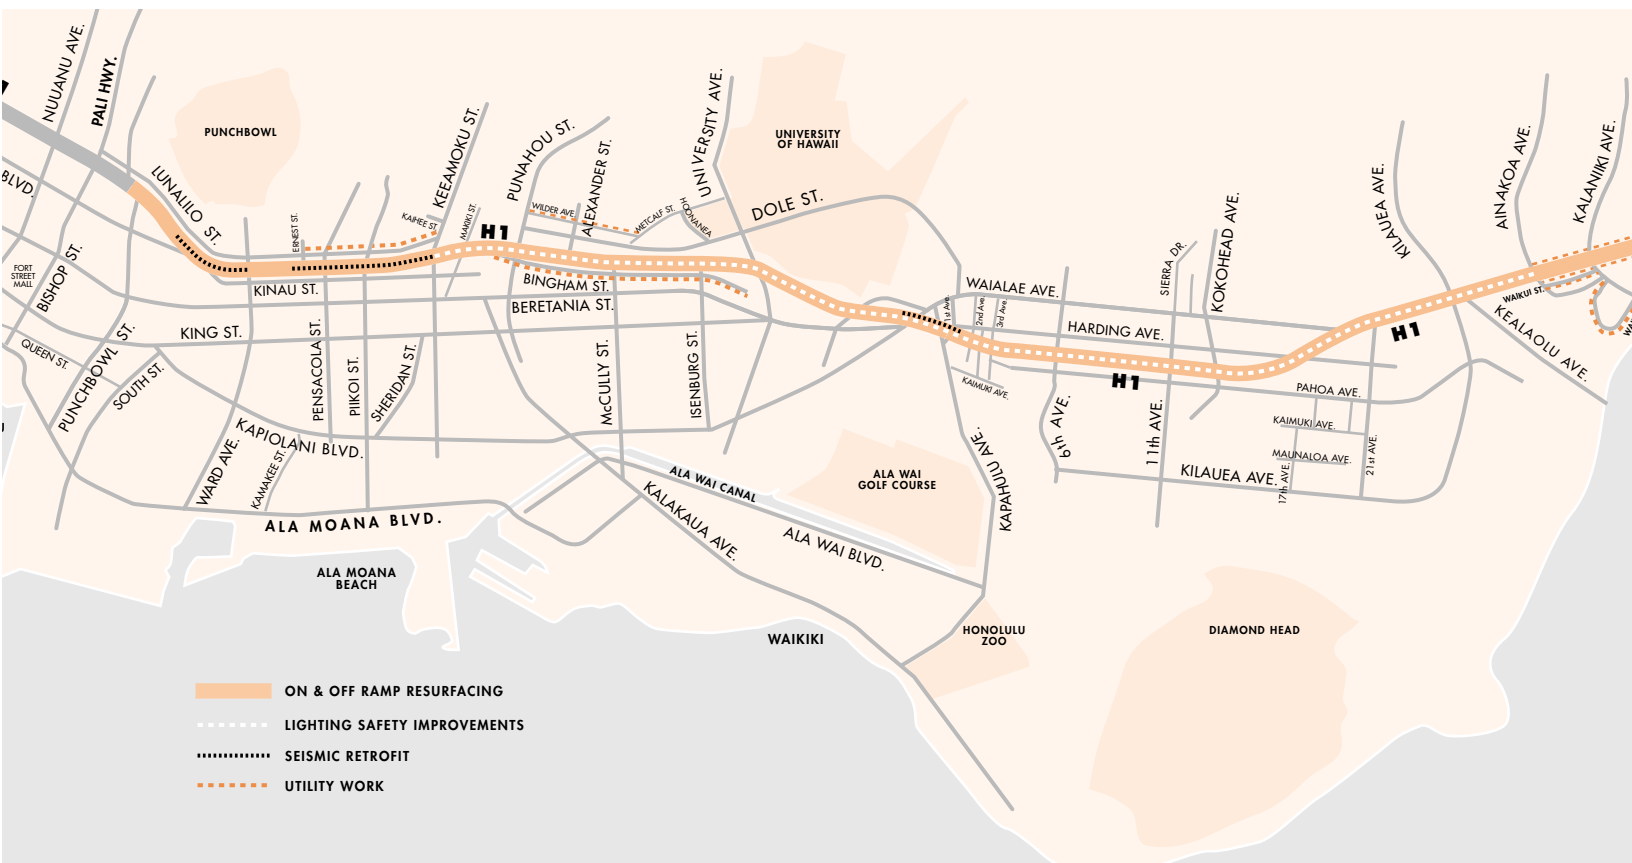 NUUANU AVE.
PALI HWY.
BLVD.
PUNCHBOWL
LUNALILO ST.
ERNEST ST.
KAIHEE ST.
KEEAMOKU ST.
MAKIKI ST.
H1
PUNAHOU ST.
WILDER AVE.
ALEXANDER ST.
METCALF ST.
HOONANEA
UNIVERSITY AVE.
UNIVERSITY
OF HAWAII
DOLE ST.
FORT
STREET
MALL
BISHOP ST.
KINAU ST.
BINGHAM ST.
BERETANIA ST.
KING ST.
QUEEN ST.
PUNCHBOWL ST.
SOUTH ST.
PENSACOLA ST.
PIIKOI ST.
SHERIDAN ST.
McCULLY ST.
ISENBURG ST.
KAPIOLANI BLVD.
WARD AVE.
KAMAKEE ST.
ALA MOANA BLVD.
ALA MOANA
BEACH
ALA WAI CANAL
KALAKAUA AVE.
ALA WAI BLVD.
ALA WAI
GOLF COURSE
KAPAHULU AVE.
WAIKIKI
HONOLULU
ZOO
DIAMOND HEAD
WAIALAE AVE.
1st Ave.
2nd Ave.
3rd Ave.
HARDING AVE.
SIERRA DR.
KOKOHEAD AVE.
H1
KAIMUKI AVE.
6th AVE.
11th AVE.
PAHOA AVE.
KAIMUKI AVE.
MAUNALOA AVE.
17th AVE.
21st AVE.
KILAUEA AVE.
KILAUEA AVE.
H1
AINAKOA AVE.
KALANIKI AVE.
WAIKUI ST.
KEALAOLU AVE.
ON & OFF RAMP RESURFACING
LIGHTING SAFETY IMPROVEMENTS
SEISMIC RETROFIT
UTILITY WORK